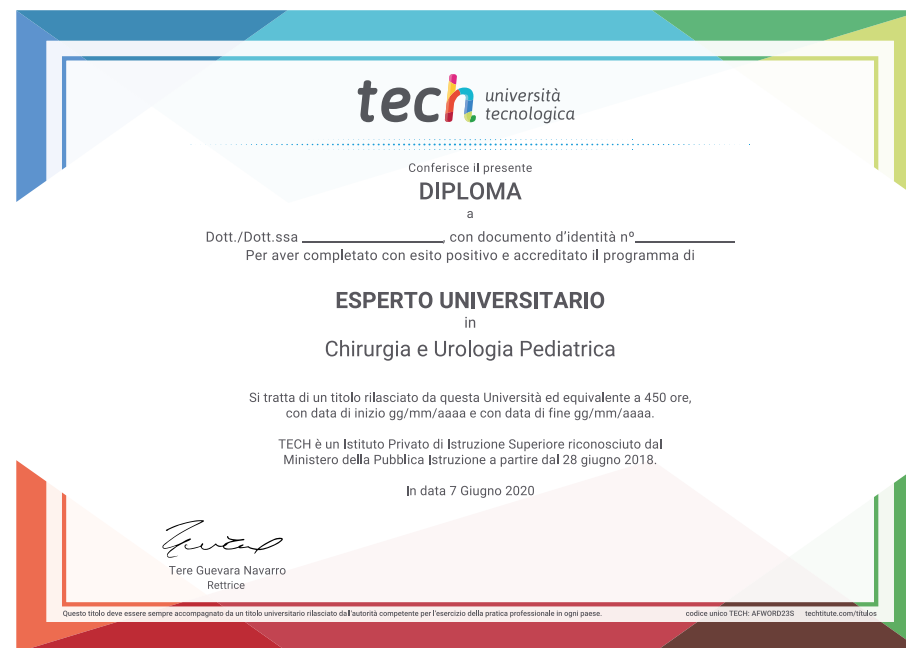 tech università
tecnologica
Conferisce il presente
DIPLOMA
a
Dott./Dott.ssa ____________________, con documento d'identità nº______________
Per aver completato con esito positivo e accreditato il programma di
ESPERTO UNIVERSITARIO
in
Chirurgia e Urologia Pediatrica
Si tratta di un titolo rilasciato da questa Università ed equivalente a 450 ore,
con data di inizio gg/mm/aaaa e con data di fine gg/mm/aaaa.
TECH è un Istituto Privato di Istruzione Superiore riconosciuto dal
Ministero della Pubblica Istruzione a partire dal 28 giugno 2018.
In data 7 Giugno 2020
Tere Guevara Navarro
Rettrice
Questo titolo deve essere sempre accompagnato da un titolo universitario rilasciato dall'autorità competente per l'esercizio della pratica professionale in ogni paese. codice unico TECH: AFWORD23S techtitute.com/titulos